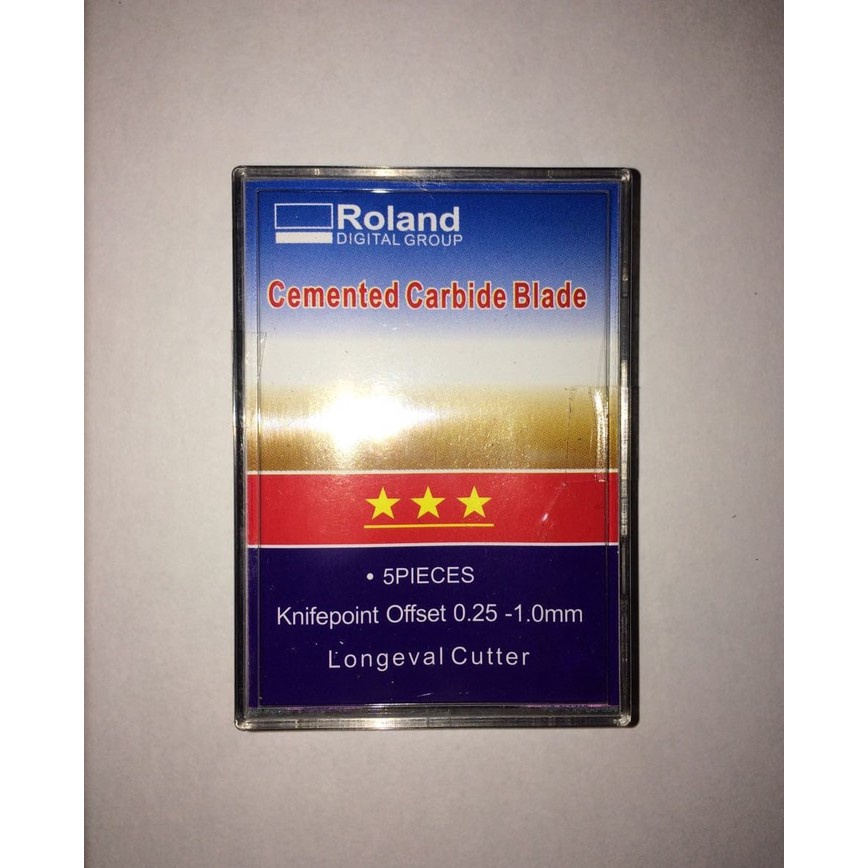 Roland
DIGITAL GROUP
Cemented Carbide Blade
• 5PIECES
Knifepoint Offset 0.25 -1.0mm
Longeval Cutter